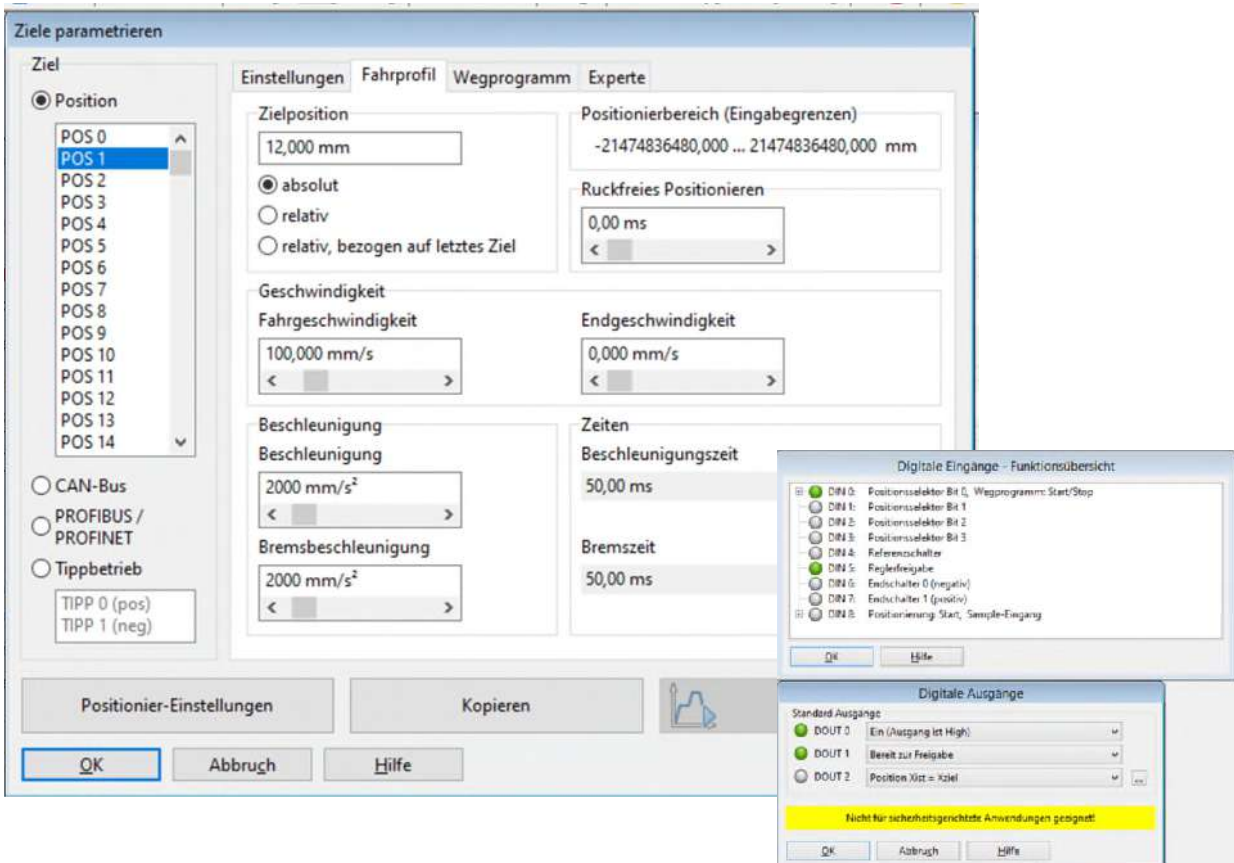 Ziele parametrieren
Ziel
Position
POS 0
POS 1
POS 2
POS 3
POS 4
POS 5
POS 6
POS 7
POS 8
POS 9
POS 10
POS 11
POS 12
POS 13
POS 14
CAN-Bus
PROFIBUS /
PROFINET
Tippbetrieb
TIPP 0 (pos)
TIPP 1 (neg)
Einstellungen Fahrprofil Wegprogramm Experte
Zielposition
12,000 mm
absolut
relativ
relativ, bezogen auf letztes Ziel
Positionierbereich (Eingabegrenzen)
-21474836480,000 ... 21474836480,000 mm
Ruckfreies Positionieren
0,00 ms
Geschwindigkeit
Fahrgeschwindigkeit
100,000 mm/s
Endgeschwindigkeit
0,000 mm/s
Beschleunigung
Beschleunigung
2000 mm/s²
Bremsbeschleunigung
2000 mm/s²
Zeiten
Beschleunigungszeit
50,00 ms
Bremszeit
50,00 ms
Positionier-Einstellungen Kopieren
OK Abbruch Hilfe
Digitale Eingänge - Funktionsübersicht
DIN 0: Positionsselektor Bit 0, Wegprogramm: Start/Stop
DIN 1: Positionsselektor Bit 1
DIN 2: Positionsselektor Bit 2
DIN 3: Positionsselektor Bit 3
DIN 4: Referenzschalter
DIN 5: Reglerfreigabe
DIN 6: Endschalter 0 (negativ)
DIN 7: Endschalter 1 (positiv)
DIN 8: Positionierung: Start, Sample-Eingang
OK Hilfe
Digitale Ausgänge
Standard Ausgänge
DOUT 0 Ein (Ausgang ist High)
DOUT 1 Bereit zur Freigabe
DOUT 2 Position Xist = Xziel
...
Nicht für sicherheitsgerichtete Anwendungen geeignet!
OK Abbruch Hilfe